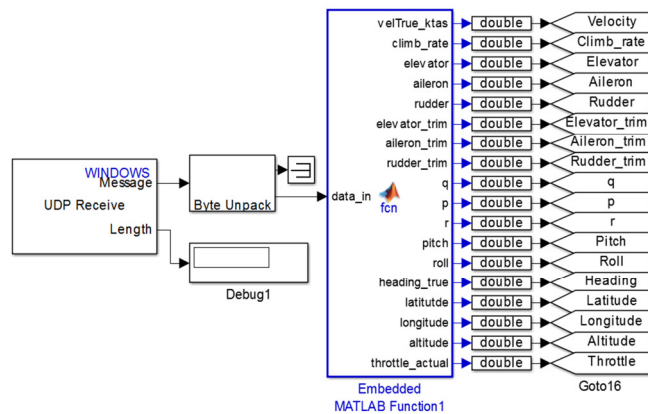 WINDOWS
Message
UDP Receive
Length
Byte Unpack
Debug1
data_in
fcn
velTrue_ktas double Velocity
climb_rate double Climb_rate
elevator double Elevator
aileron double Aileron
rudder double Rudder
elevator_trim double Elevator_trim
aileron_trim double Aileron_trim
rudder_trim double Rudder_trim
q double q
p double p
r double r
pitch double Pitch
roll double Roll
heading_true double Heading
latitutde double Latitude
longitude double Longitude
altitude double Altitude
throttle_actual double Throttle
Embedded
MATLAB Function1
Goto16